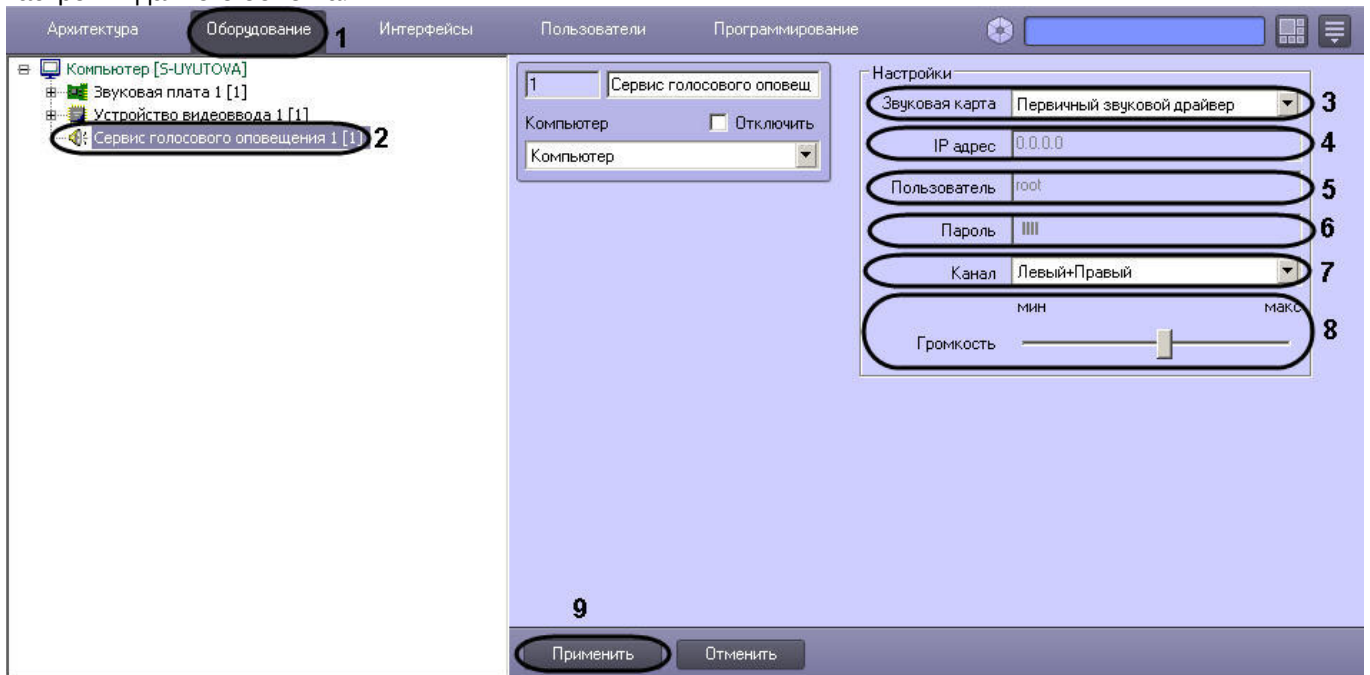 Архитектура Оборудование 1 Интерфейсы Пользователи Программирование
Компьютер [S-UYUTOVA]
Звуковая плата 1 [1]
Устройство видеоввода 1 [1]
Сервис голосового оповещения 1 [1] 2
1 Сервис голосового оповещ
Компьютер Отключить
Компьютер
Настройки
Звуковая карта Первичный звуковой драйвер 3
IP адрес 0.0.0.0 4
Пользователь root 5
Пароль 6
Канал Левый+Правый 7
мин макс
Громкость 8
9
Применить Отменить